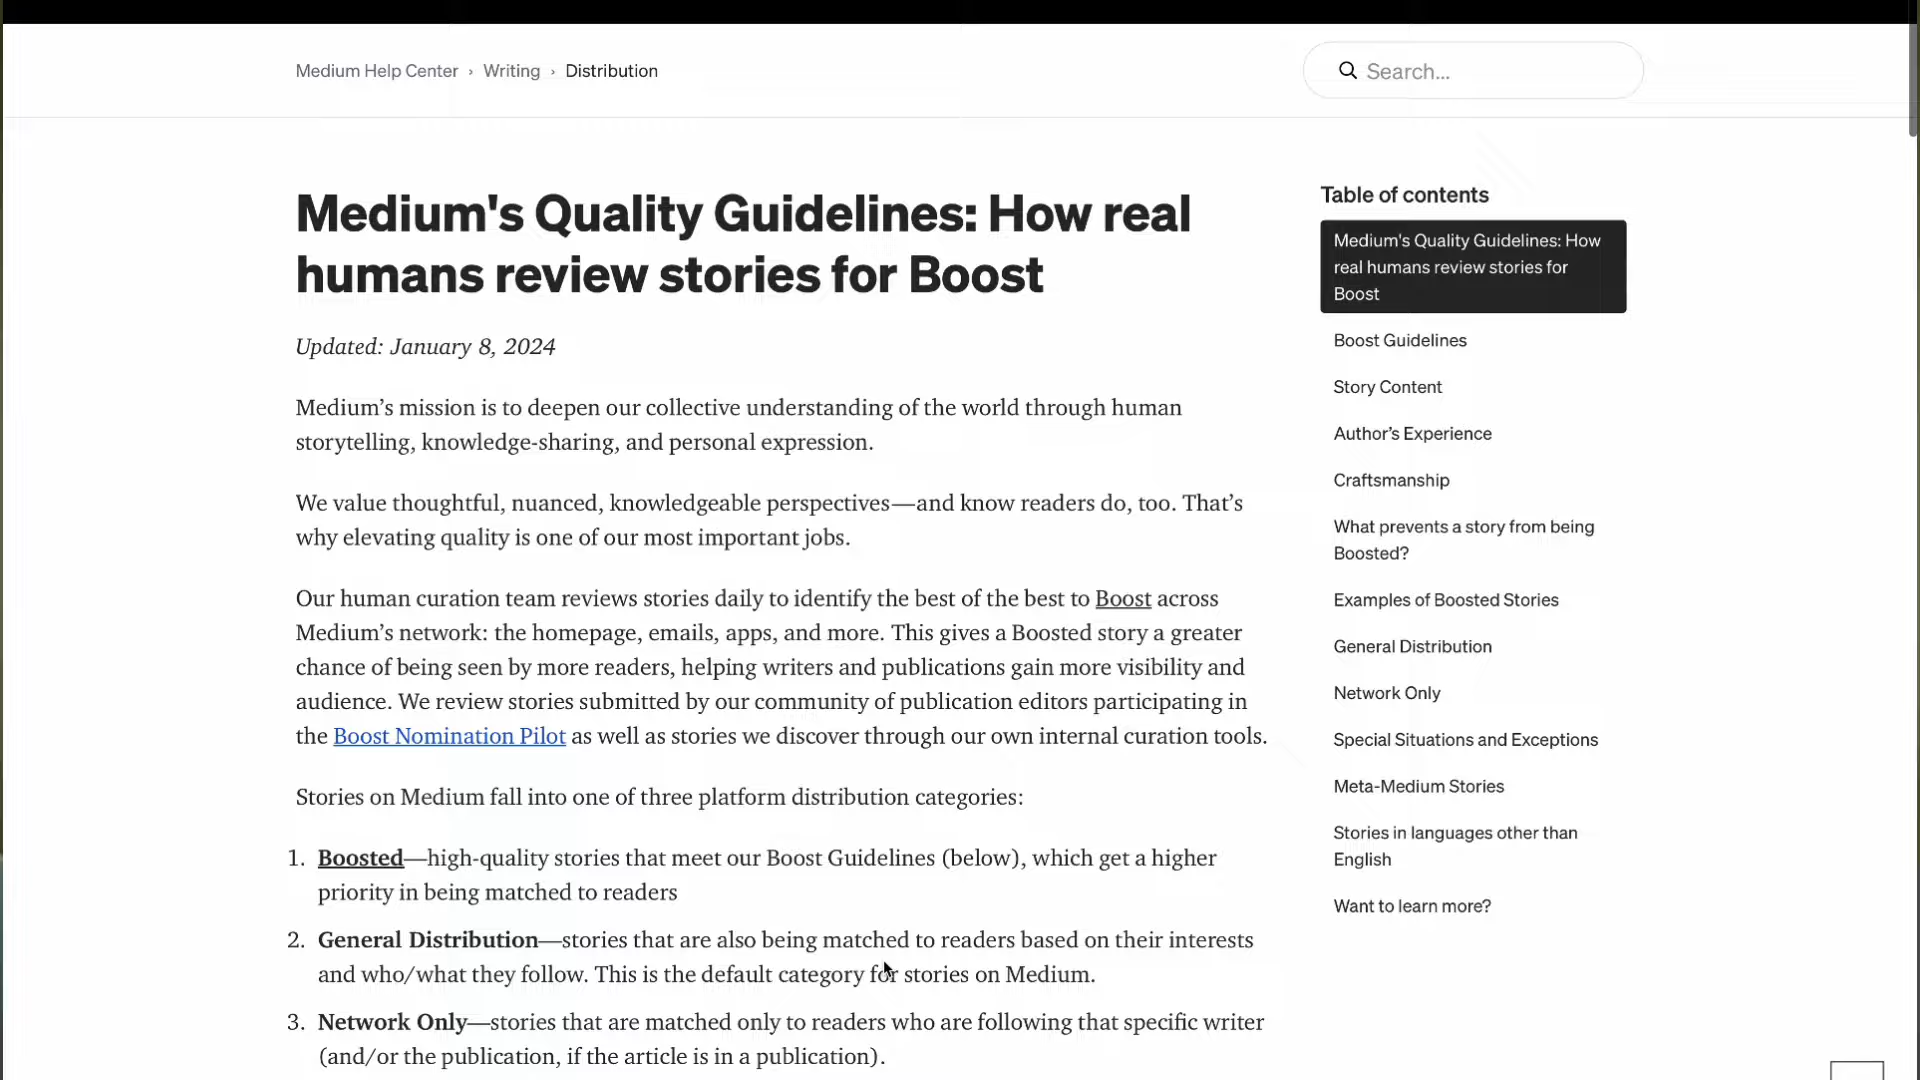 Medium Help Center › Writing › Distribution
Search...
Medium's Quality Guidelines: How real
humans review stories for Boost
Updated: January 8, 2024
Medium’s mission is to deepen our collective understanding of the world through human
storytelling, knowledge-sharing, and personal expression.
We value thoughtful, nuanced, knowledgeable perspectives—and know readers do, too. That’s
why elevating quality is one of our most important jobs.
Our human curation team reviews stories daily to identify the best of the best to Boost across
Medium’s network: the homepage, emails, apps, and more. This gives a Boosted story a greater
chance of being seen by more readers, helping writers and publications gain more visibility and
audience. We review stories submitted by our community of publication editors participating in
the Boost Nomination Pilot as well as stories we discover through our own internal curation tools.
Stories on Medium fall into one of three platform distribution categories:
1. Boosted—high-quality stories that meet our Boost Guidelines (below), which get a higher
priority in being matched to readers
2. General Distribution—stories that are also being matched to readers based on their interests
and who/what they follow. This is the default category for stories on Medium.
3. Network Only—stories that are matched only to readers who are following that specific writer
(and/or the publication, if the article is in a publication).
Table of contents
Medium's Quality Guidelines: How
real humans review stories for
Boost
Boost Guidelines
Story Content
Author’s Experience
Craftsmanship
What prevents a story from being
Boosted?
Examples of Boosted Stories
General Distribution
Network Only
Special Situations and Exceptions
Meta-Medium Stories
Stories in languages other than
English
Want to learn more?